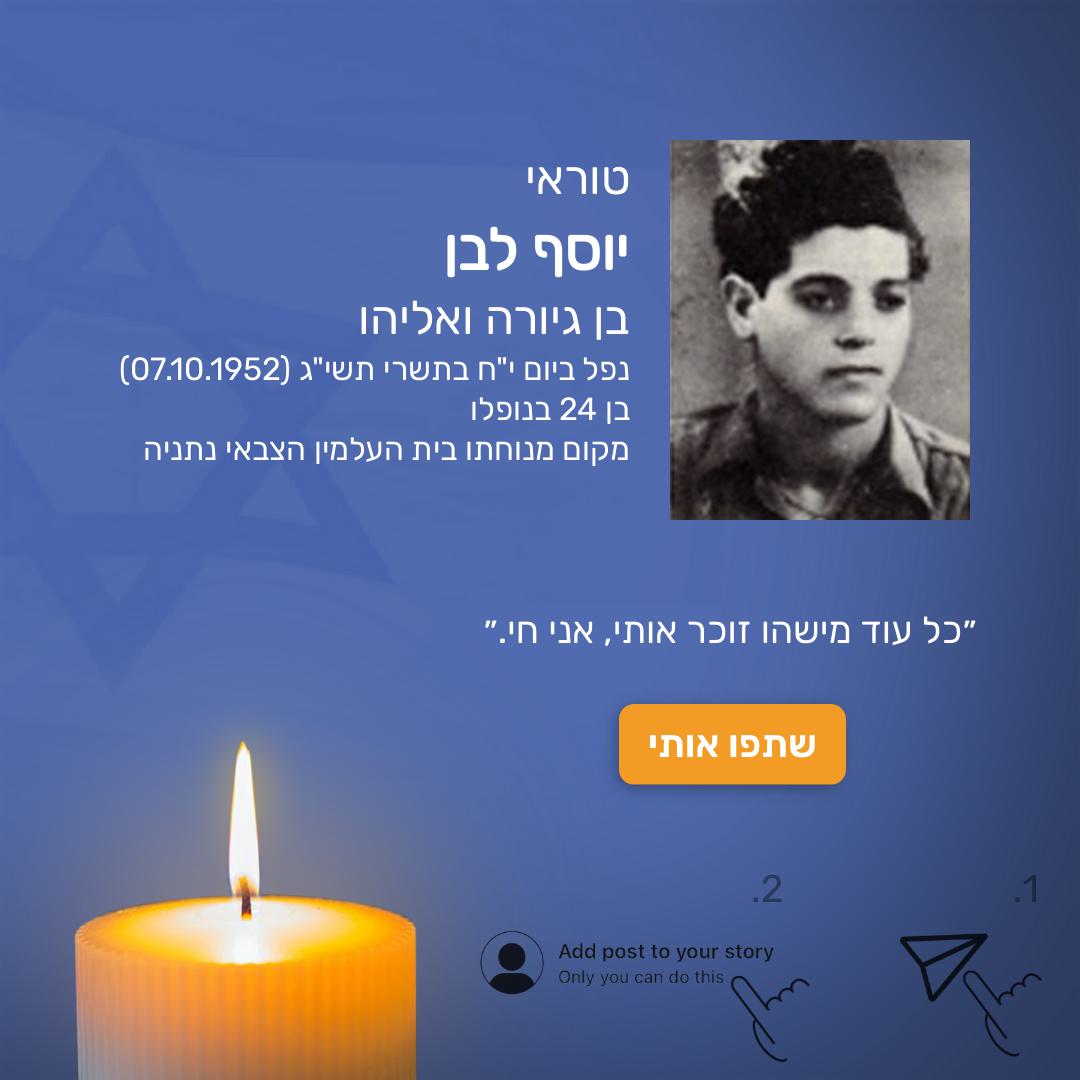 טוראי
יוסף לבן
בן גיורה ואליהו
נפל ביום י"ח בתשרי תשי"ג (07.10.1952)
בן 24 בנופלו
מקום מנוחתו בית העלמין הצבאי נתניה
״כל עוד מישהו זוכר אותי, אני חי.״
שתפו אותי
1.
2.
Add post to your story
Only you can do this